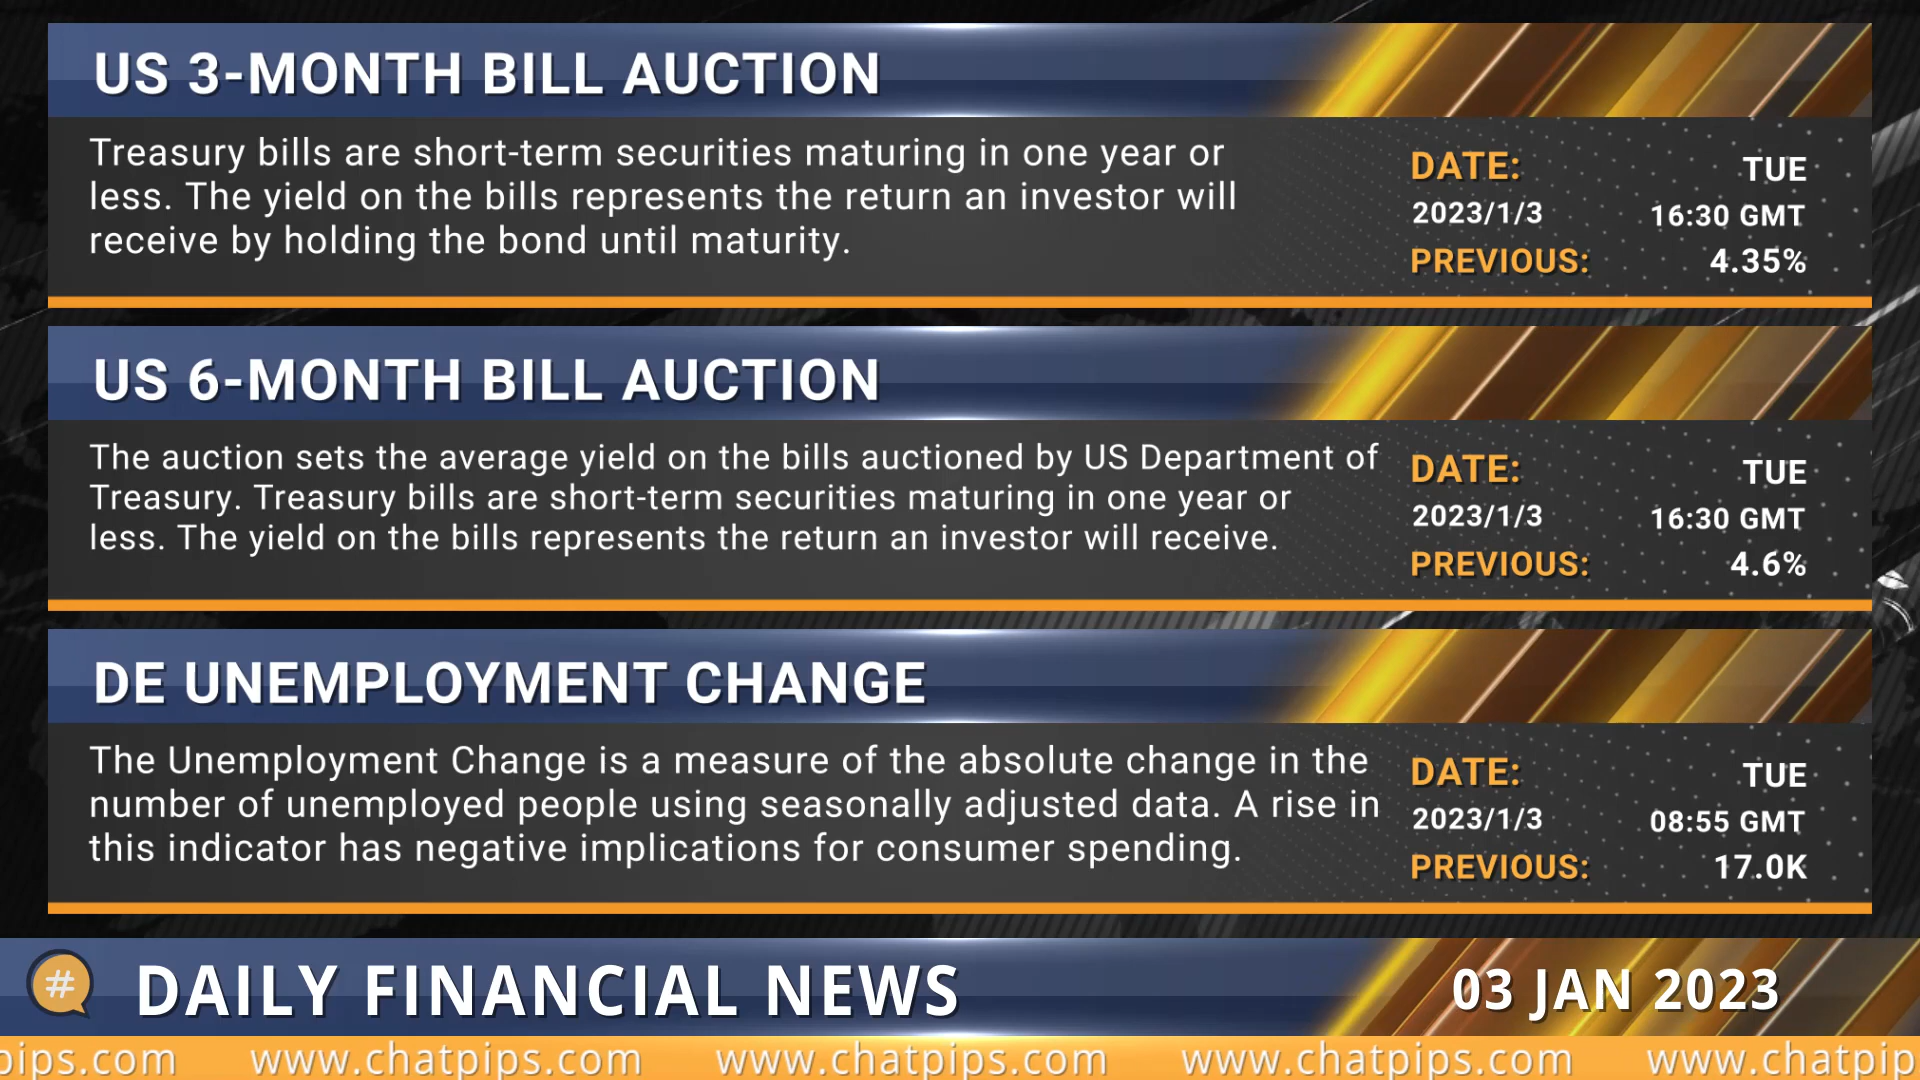 US 3-MONTH BILL AUCTION
Treasury bills are short-term securities maturing in one year or
less. The yield on the bills represents the return an investor will
receive by holding the bond until maturity.
DATE: TUE
2023/1/3 16:30 GMT
PREVIOUS: 4.35%
US 6-MONTH BILL AUCTION
The auction sets the average yield on the bills auctioned by US Department of
Treasury. Treasury bills are short-term securities maturing in one year or
less. The yield on the bills represents the return an investor will receive.
DATE: TUE
2023/1/3 16:30 GMT
PREVIOUS: 4.6%
DE UNEMPLOYMENT CHANGE
The Unemployment Change is a measure of the absolute change in the
number of unemployed people using seasonally adjusted data. A rise in
this indicator has negative implications for consumer spending.
DATE: TUE
2023/1/3 08:55 GMT
PREVIOUS: 17.0K
# DAILY FINANCIAL NEWS 03 JAN 2023
pips.com www.chatpips.com www.chatpips.com www.chatpips.com www.chatpip